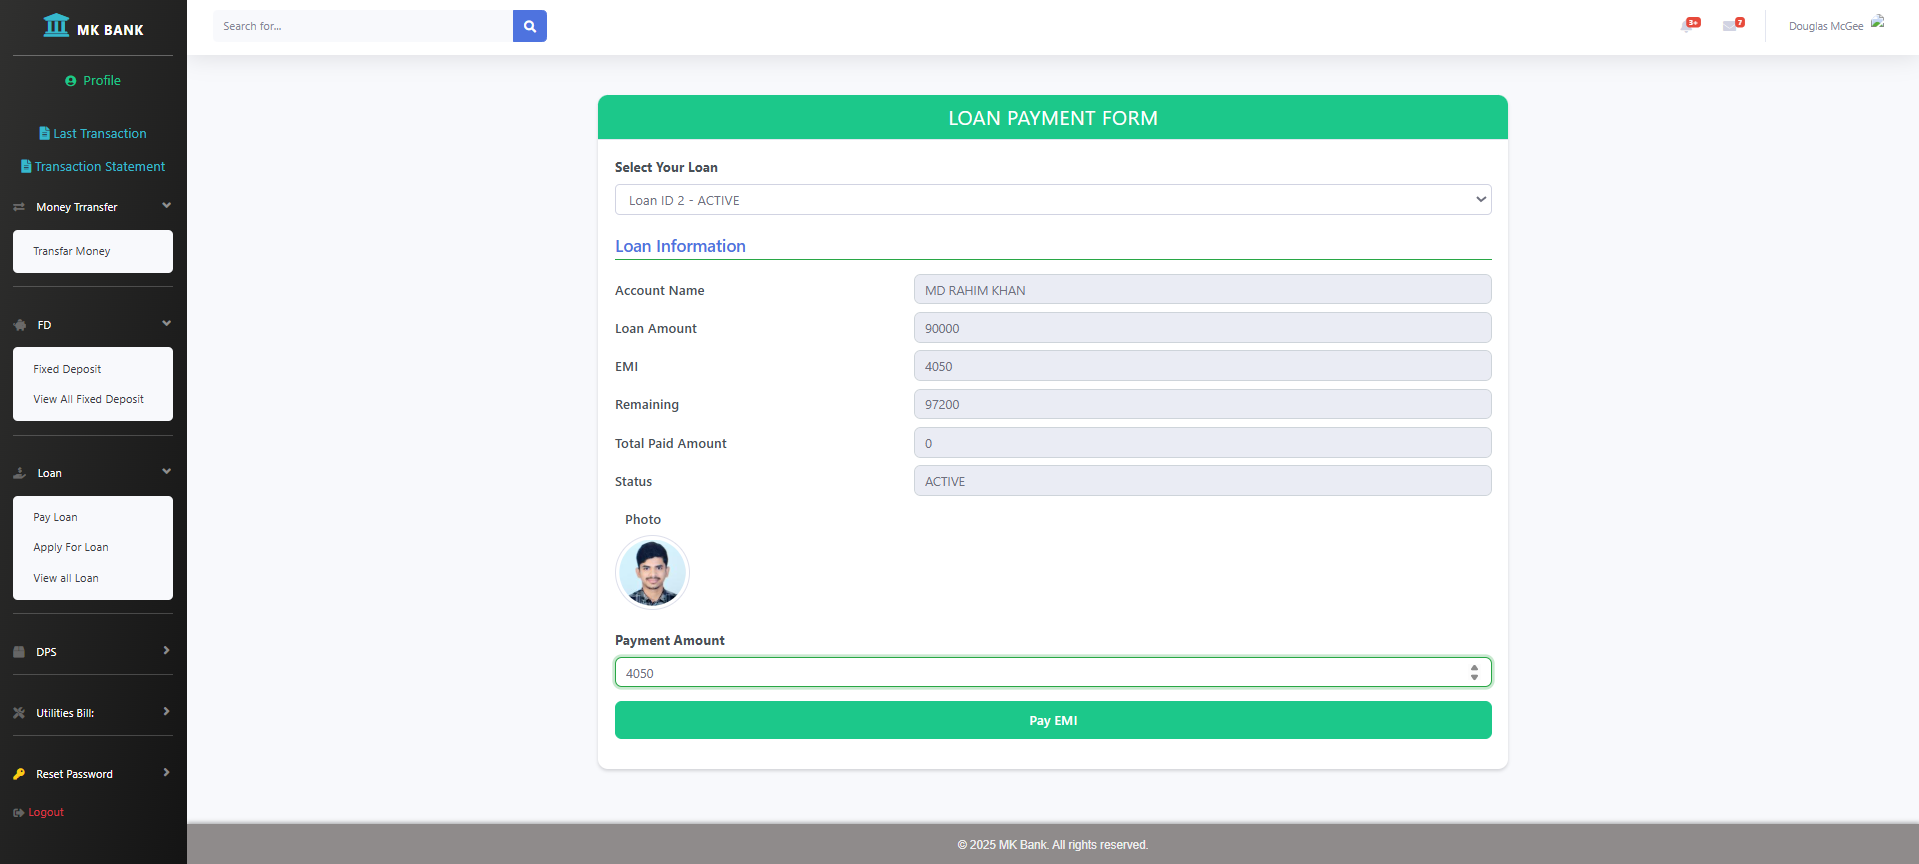 MK BANK
Profile
Last Transaction
Transaction Statement
Money Trransfer
Transfar Money
FD
Fixed Deposit
View All Fixed Deposit
Loan
Pay Loan
Apply For Loan
View all Loan
DPS
Utilities Bill:
Reset Password
Logout
Search for...
3+
7
Douglas McGee
LOAN PAYMENT FORM
Select Your Loan
Loan ID 2 - ACTIVE
Loan Information
Account Name MD RAHIM KHAN
Loan Amount 90000
EMI 4050
Remaining 97200
Total Paid Amount 0
Status ACTIVE
Photo
Payment Amount
4050
Pay EMI
© 2025 MK Bank. All rights reserved.